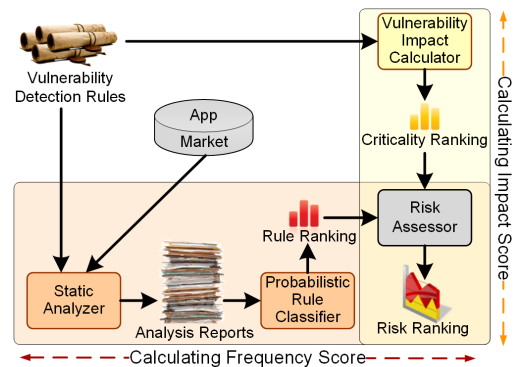 Vulnerability
Detection Rules
App
Market
Vulnerability
Impact
Calculator
Criticality Ranking
Risk
Assessor
Rule Ranking
Static
Analyzer
Analysis Reports
Probabilistic
Rule
Classifier
Risk Ranking
Calculating Frequency Score
Calculating Impact Score